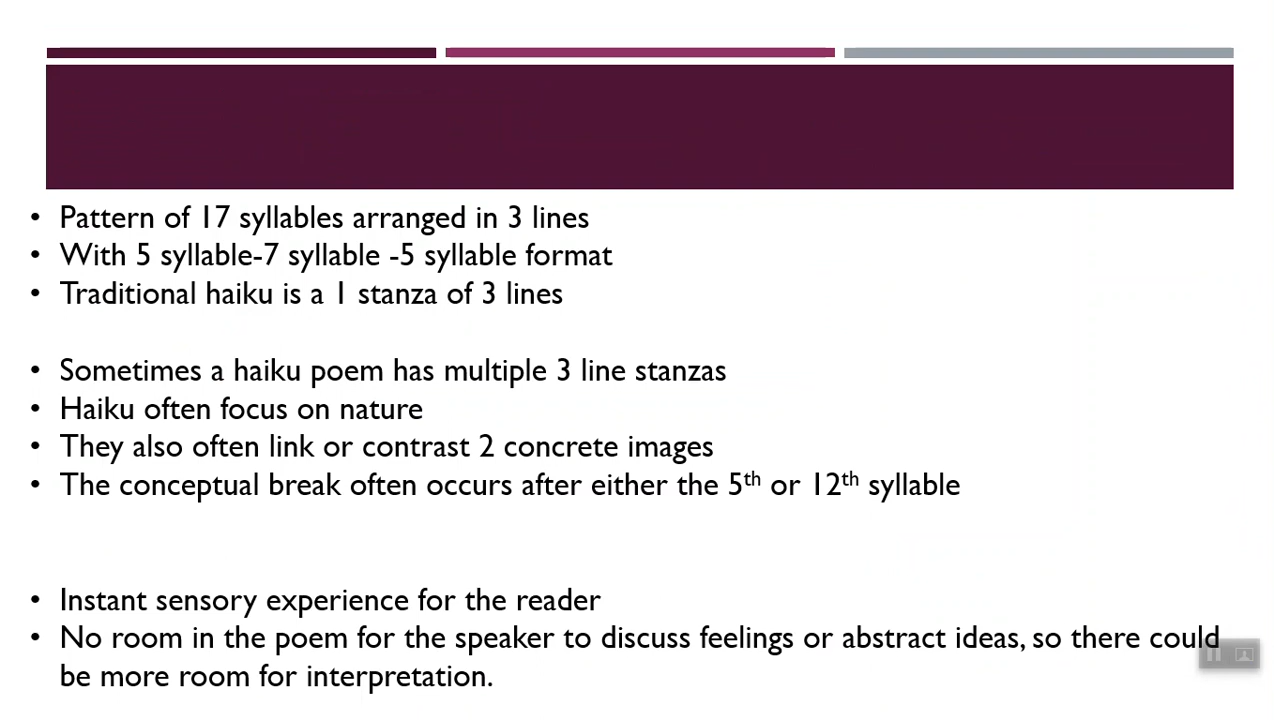 • Pattern of 17 syllables arranged in 3 lines
• With 5 syllable-7 syllable -5 syllable format
• Traditional haiku is a 1 stanza of 3 lines
• Sometimes a haiku poem has multiple 3 line stanzas
• Haiku often focus on nature
• They also often link or contrast 2 concrete images
• The conceptual break often occurs after either the 5th or 12th syllable
• Instant sensory experience for the reader
• No room in the poem for the speaker to discuss feelings or abstract ideas, so there could
be more room for interpretation.